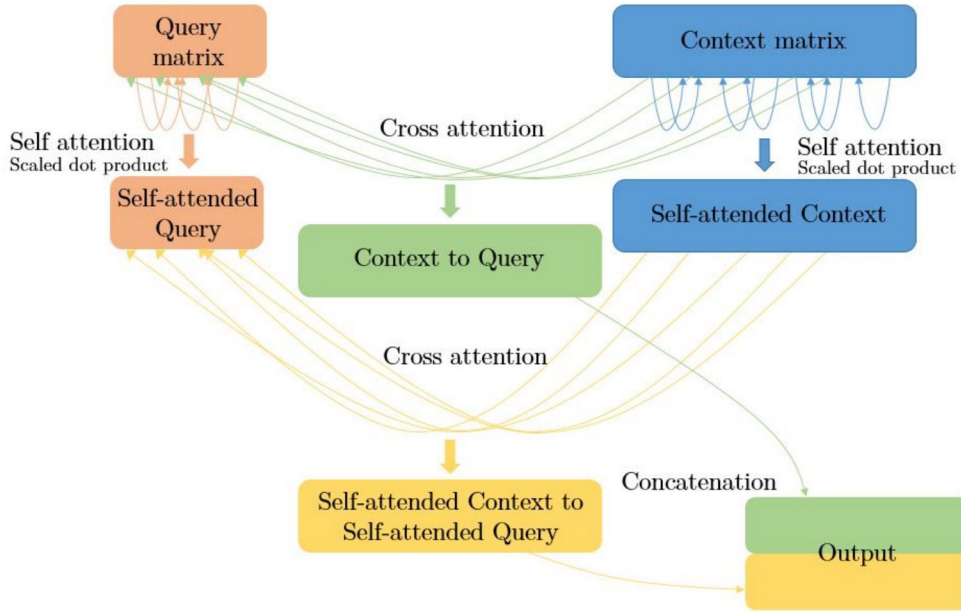 Query
matrix
Context matrix
Cross attention
Self attention
Scaled dot product
Self attention
Scaled dot product
Self-attended
Query
Self-attended Context
Context to Query
Cross attention
Self-attended Context to
Self-attended Query
Concatenation
Output